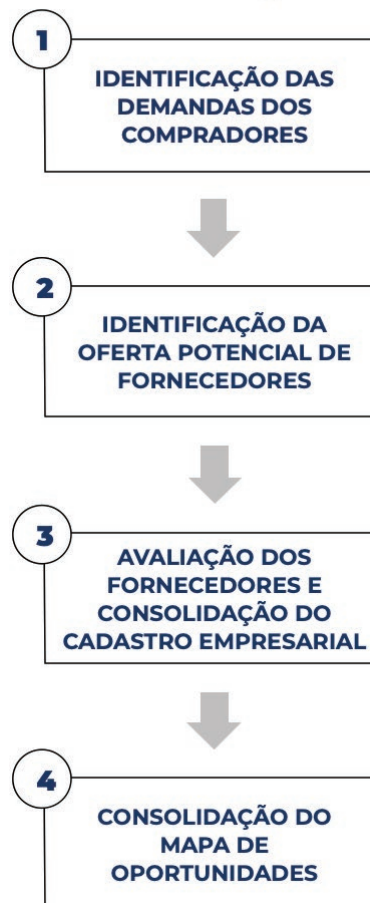 1
IDENTIFICAÇÃO DAS
DEMANDAS DOS
COMPRADORES
2
IDENTIFICAÇÃO DA
OFERTA POTENCIAL DE
FORNECEDORES
3
AVALIAÇÃO DOS
FORNECEDORES E
CONSOLIDAÇÃO DO
CADASTRO EMPRESARIAL
4
CONSOLIDAÇÃO DO
MAPA DE
OPORTUNIDADES